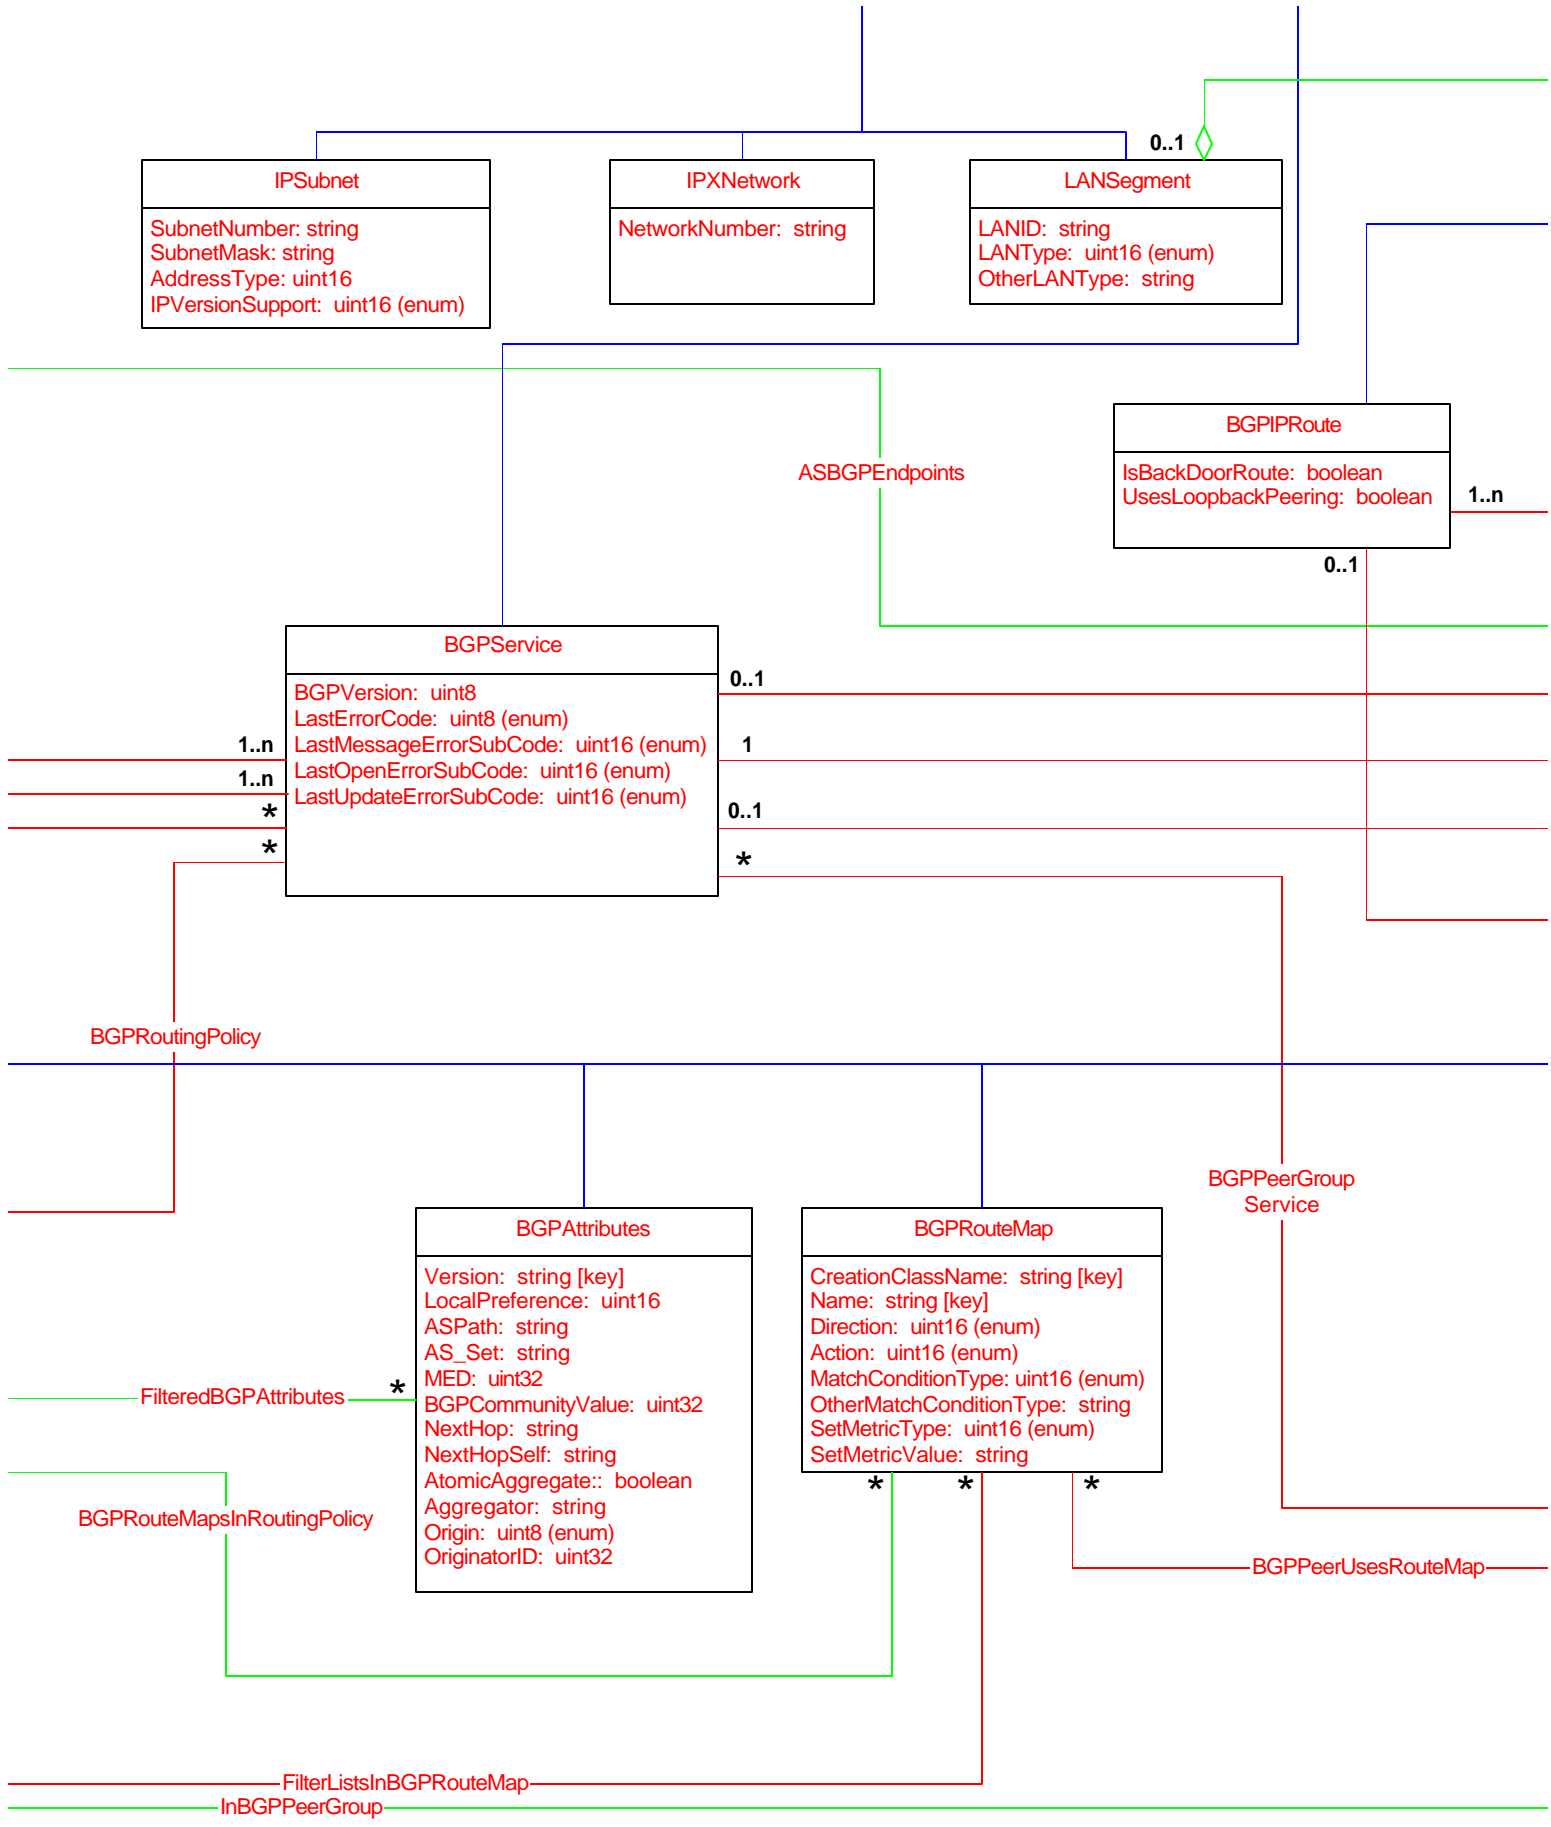 0..1
IPSubnet
SubnetNumber: string
SubnetMask: string
AddressType: uint16
IPVersionSupport: uint16 (enum)
IPXNetwork
NetworkNumber: string
LANSegment
LANID: string
LANType: uint16 (enum)
OtherLANType: string
BGPIPRoute
IsBackDoorRoute: boolean
UsesLoopbackPeering: boolean
1..n
0..1
ASBGPEndpoints
BGPService
BGPVersion: uint8
LastErrorCode: uint8 (enum)
LastMessageErrorSubCode: uint16 (enum)
LastOpenErrorSubCode: uint16 (enum)
LastUpdateErrorSubCode: uint16 (enum)
1..n
1..n
*
*
0..1
1
0..1
*
BGPRoutingPolicy
BGPPeerGroup
Service
BGPAttributes
Version: string [key]
LocalPreference: uint16
ASPath: string
AS_Set: string
MED: uint32
BGPCommunityValue: uint32
NextHop: string
NextHopSelf: string
AtomicAggregate:: boolean
Aggregator: string
Origin: uint8 (enum)
OriginatorID: uint32
BGPRouteMap
CreationClassName: string [key]
Name: string [key]
Direction: uint16 (enum)
Action: uint16 (enum)
MatchConditionType: uint16 (enum)
OtherMatchConditionType: string
SetMetricType: uint16 (enum)
SetMetricValue: string
* * *
FilteredBGPAttributes *
BGPRouteMapsInRoutingPolicy
BGPPeerUsesRouteMap
FilterListsInBGPRouteMap
InBGPPeerGroup